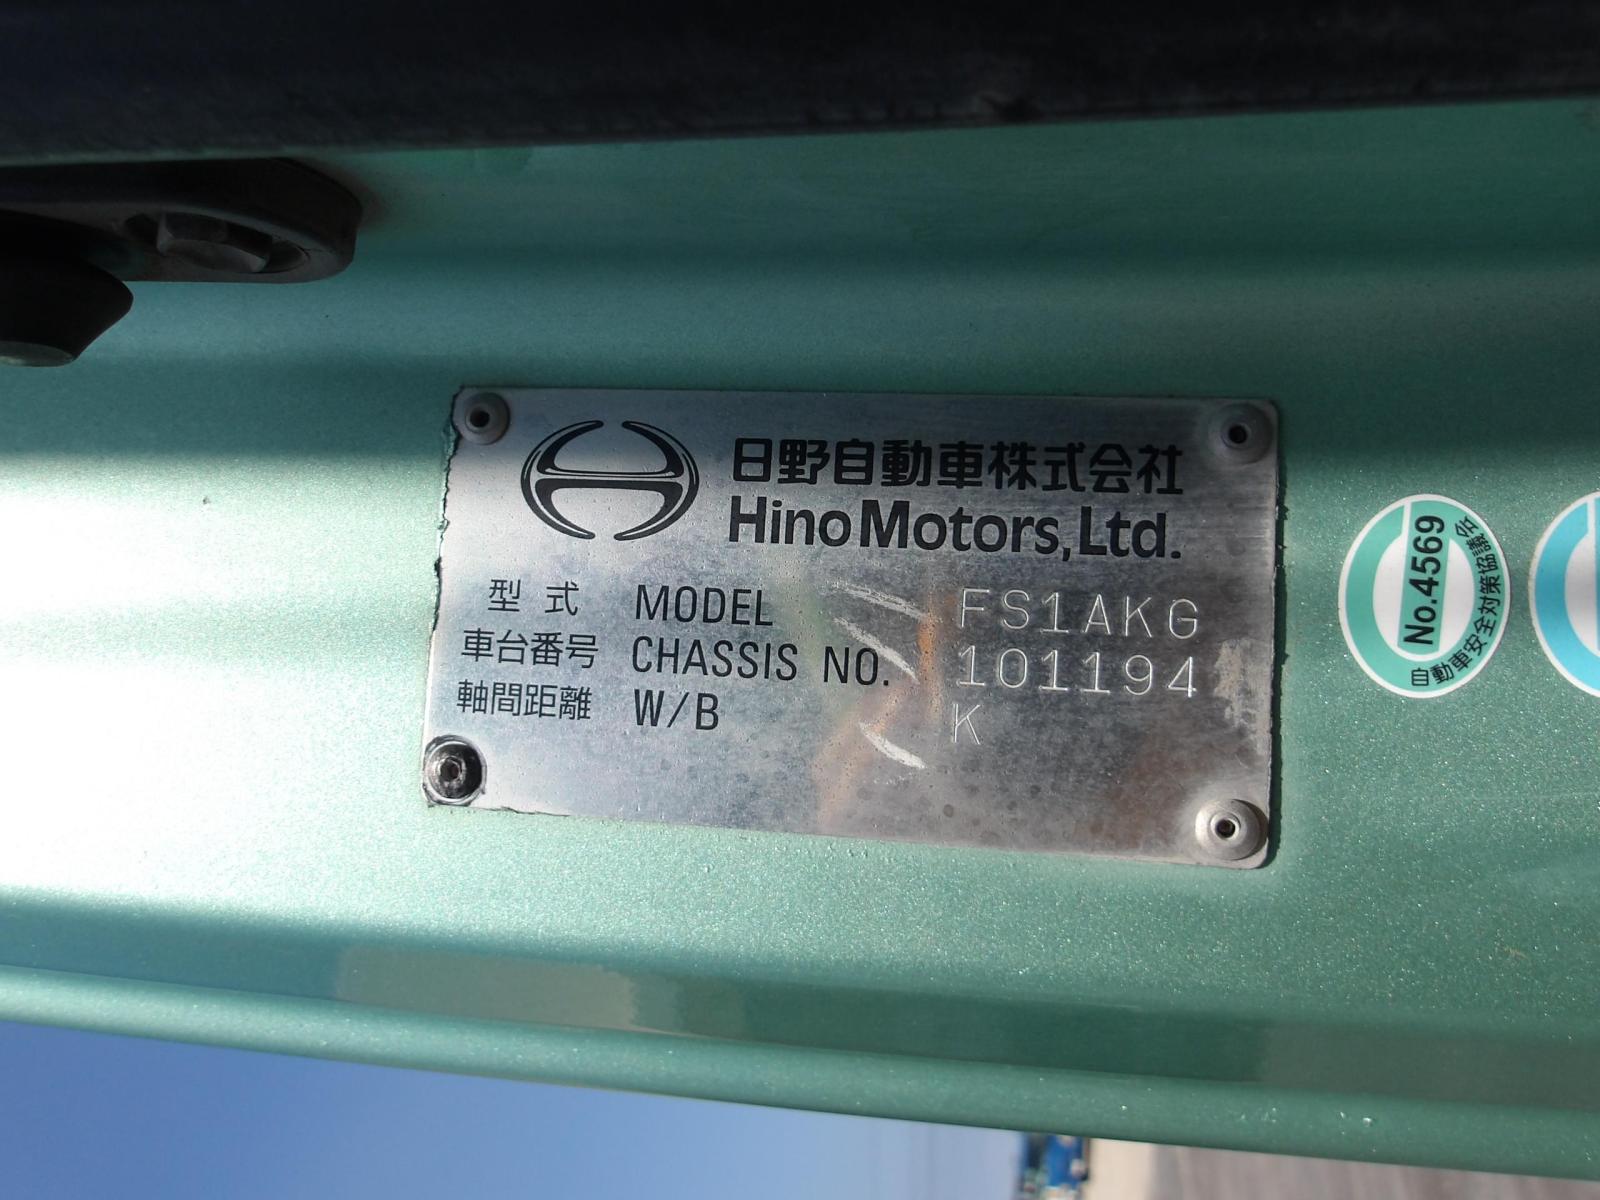 日野自動車株式会社
Hino Motors, Ltd.
型式 MODEL FS1AKG
車台番号 CHASSIS NO. 101194
軸間距離 W/B K
No.4569
自動車安全対策協議会